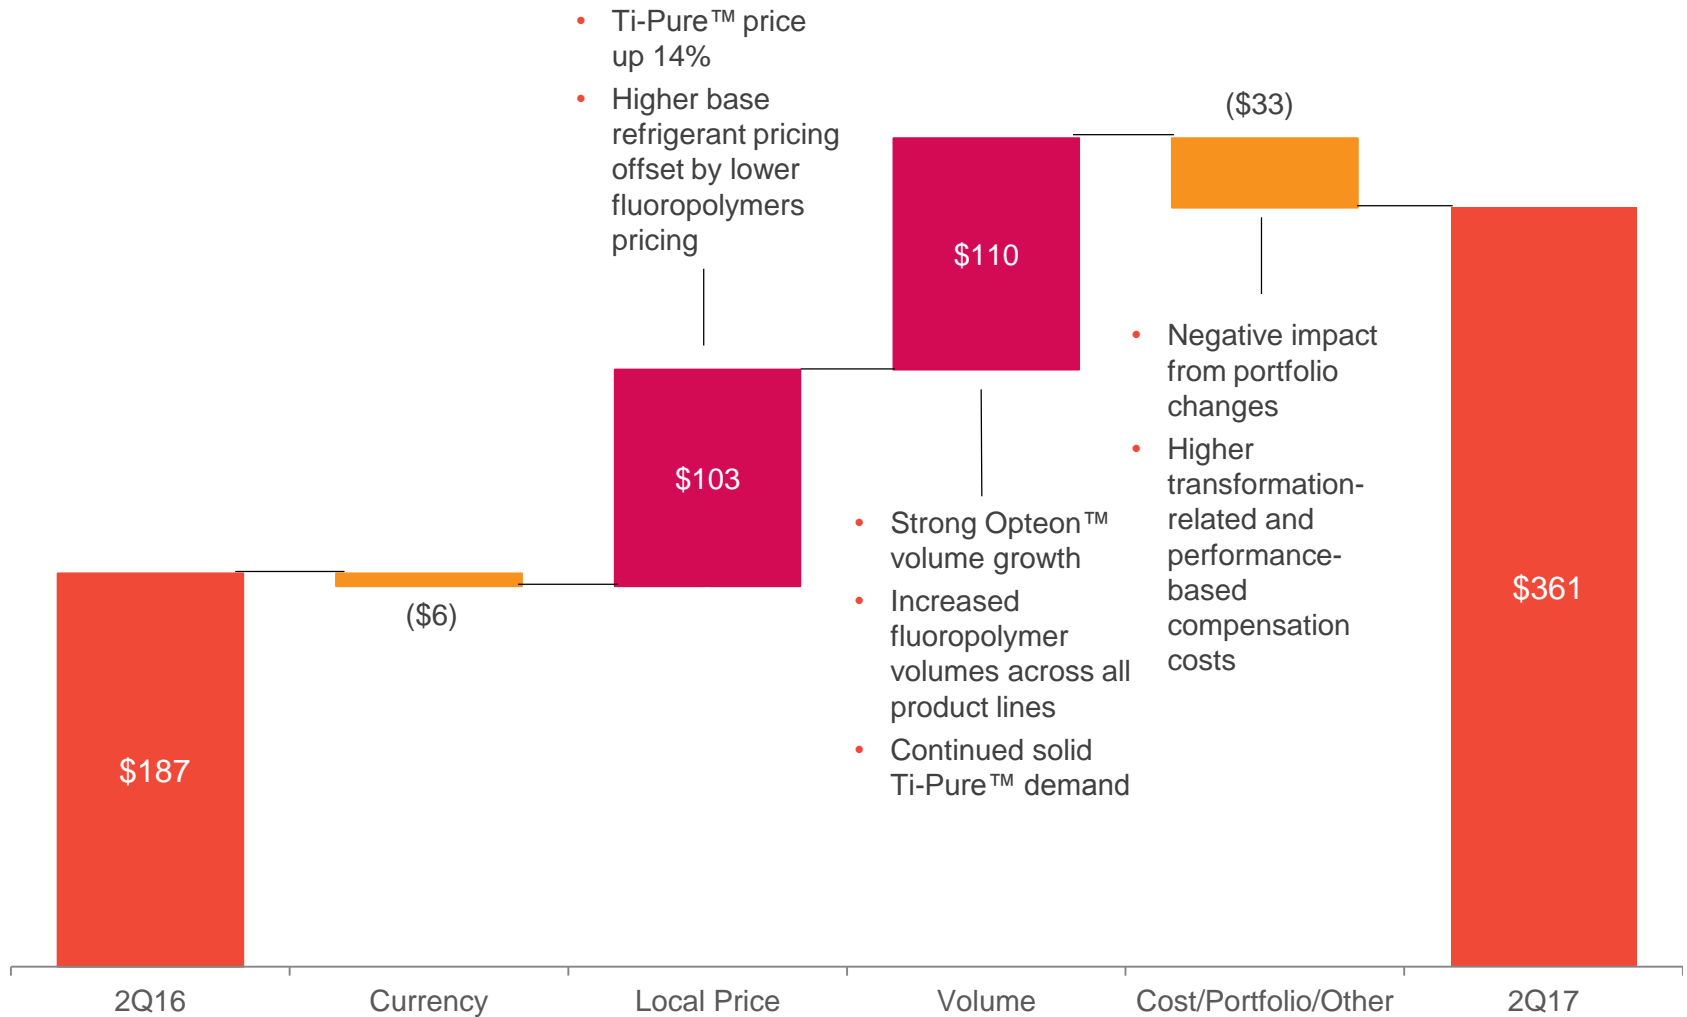 • Ti-Pure™ price
up 14%
• Higher base
refrigerant pricing
offset by lower
fluoropolymers
pricing
($33)
$110
$103
• Negative impact
from portfolio
changes
• Higher
transformation-
related and
performance-
based
compensation
costs
• Strong Opteon™
volume growth
• Increased
fluoropolymer
volumes across all
product lines
• Continued solid
Ti-Pure™ demand
($6)
$187
$361
2Q16
Currency
Local Price
Volume
Cost/Portfolio/Other
2Q17